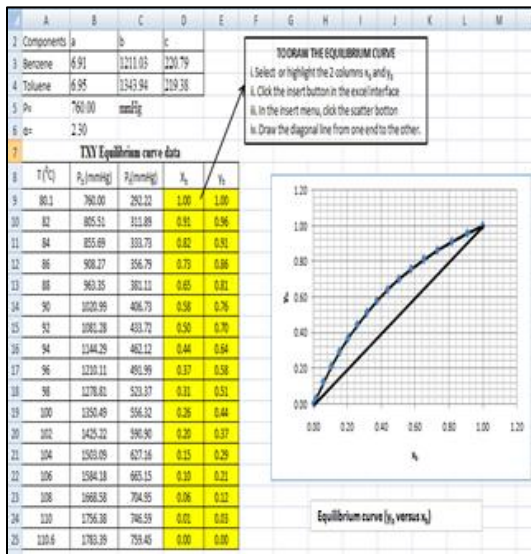 A B C D E F G H I J K L M
2 Components a b c
3 Benzene 6.91 1211.03 220.79
4 Toluene 6.95 1343.94 219.38
5 P= 760.00 mmHg
6 α= 2.30
7 TXY Equilibrium curve data
8 T(⁰C) P_b(mmHg) P_t(mmHg) X_b y_b
9 80.1 760.00 292.22 1.00 1.00
10 82 805.51 311.89 0.91 0.96
11 84 855.69 333.73 0.82 0.91
12 86 908.27 356.79 0.73 0.86
13 88 963.35 381.11 0.65 0.81
14 90 1020.99 406.73 0.58 0.76
15 92 1081.28 433.72 0.50 0.70
16 94 1144.29 462.12 0.44 0.64
17 96 1210.11 491.99 0.37 0.58
18 98 1278.81 523.37 0.31 0.51
19 100 1350.49 556.32 0.26 0.44
20 102 1425.22 590.90 0.20 0.37
21 104 1503.09 627.16 0.15 0.29
22 106 1584.18 665.15 0.10 0.21
23 108 1668.58 704.95 0.06 0.12
24 110 1756.38 746.59 0.01 0.03
25 110.6 1783.39 759.45 0.00 0.00
TO DRAW THE EQUILIBRIUM CURVE
i. Select or highlight the 2 columns x_b and y_b
ii. Click the insert button in the excel interface
iii. In the insert menu, click the scatter botton
iv. Draw the diagonal line from one end to the other.
1.20
1.00
0.80
0.60
0.40
0.20
0.00
y_b
0.00 0.20 0.40 0.60 0.80 1.00 1.20
x_b
Equilibrium curve (y_b versus x_b)